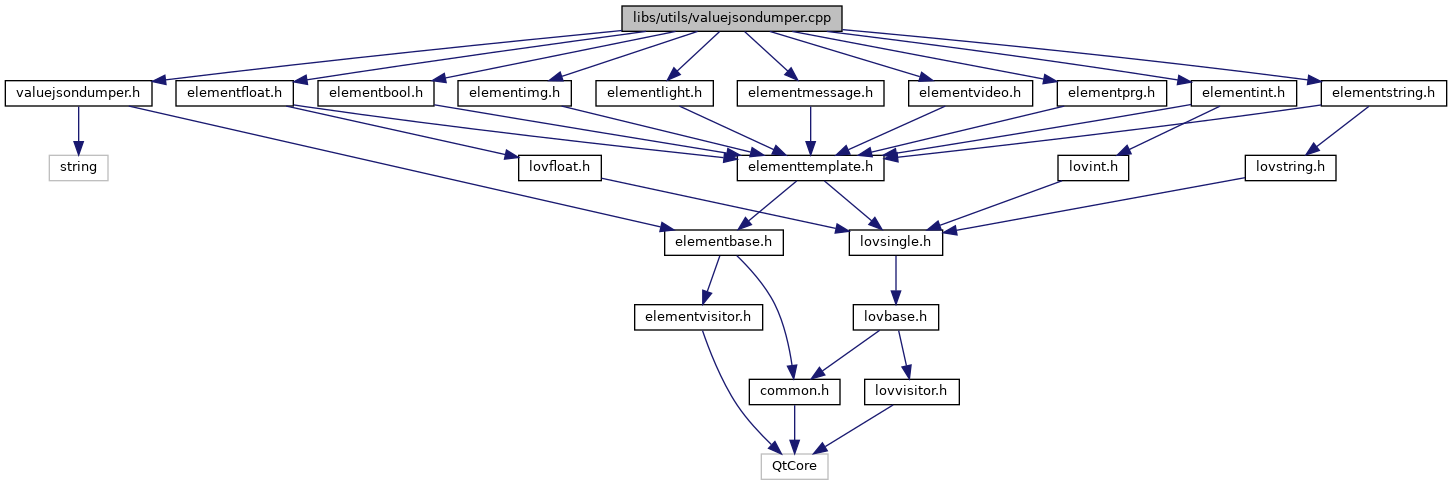 libs/utils/valuejsondumper.cpp
valuejsondumper.h
elementfloat.h
elementbool.h
elementimg.h
elementlight.h
elementmessage.h
elementvideo.h
elementprg.h
elementint.h
elementstring.h
string
lovfloat.h
elementtemplate.h
lovint.h
lovstring.h
elementbase.h
lovsingle.h
elementvisitor.h
lovbase.h
common.h
lovvisitor.h
QtCore